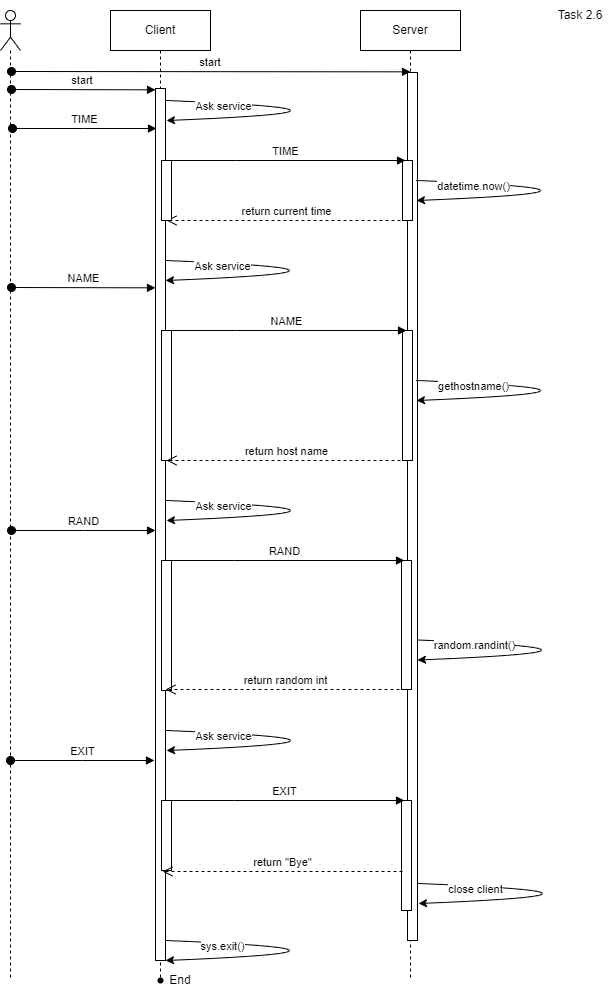 Task 2.6
Client
Server
start
start
Ask service
TIME
TIME
datetime.now()
return current time
Ask service
NAME
NAME
gethostname()
return host name
Ask service
RAND
RAND
random.randint()
return random int
Ask service
EXIT
EXIT
return "Bye"
close client
sys.exit()
End